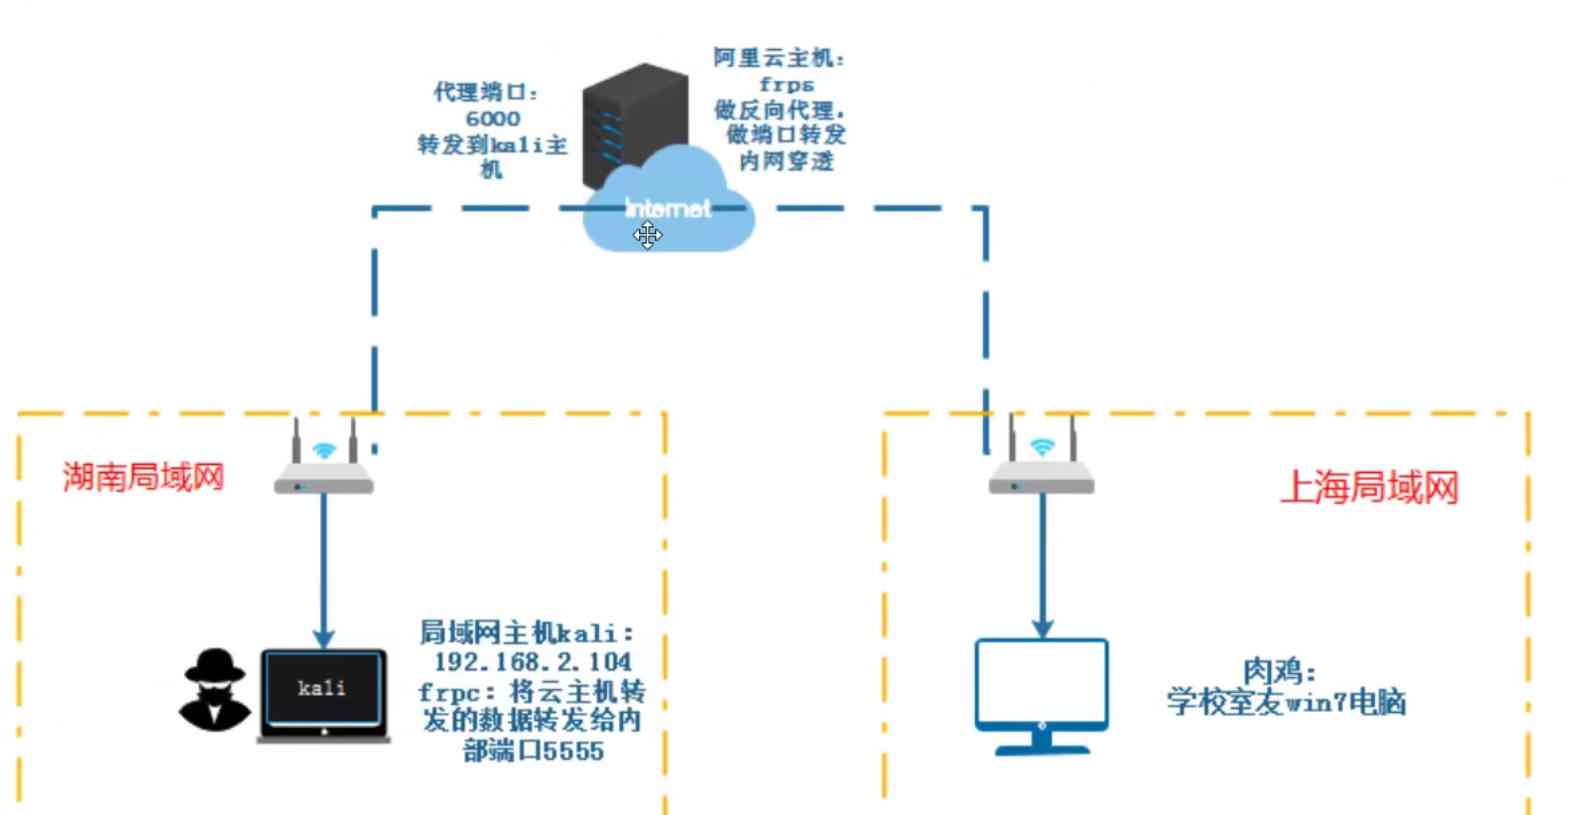 代理端口：
6000
转发到kali主
机
阿里云主机：
frps
做反向代理，
做端口转发
内网穿透
Internet
湖南局域网
上海局域网
kali
局域网主机kali：
192.168.2.104
frpc：将云主机转
发的数据转发给内
部端口5555
肉鸡：
学校室友win7电脑